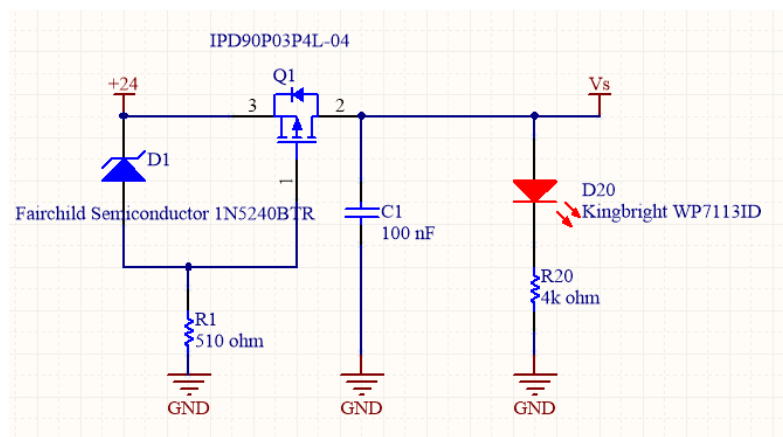 IPD90P03P4L-04
+24
Q1
Vs
3
2
D1
1
Fairchild Semiconductor 1N5240BTR
C1
100 nF
D20
Kingbright WP7113ID
R1
510 ohm
R20
4k ohm
GND
GND
GND